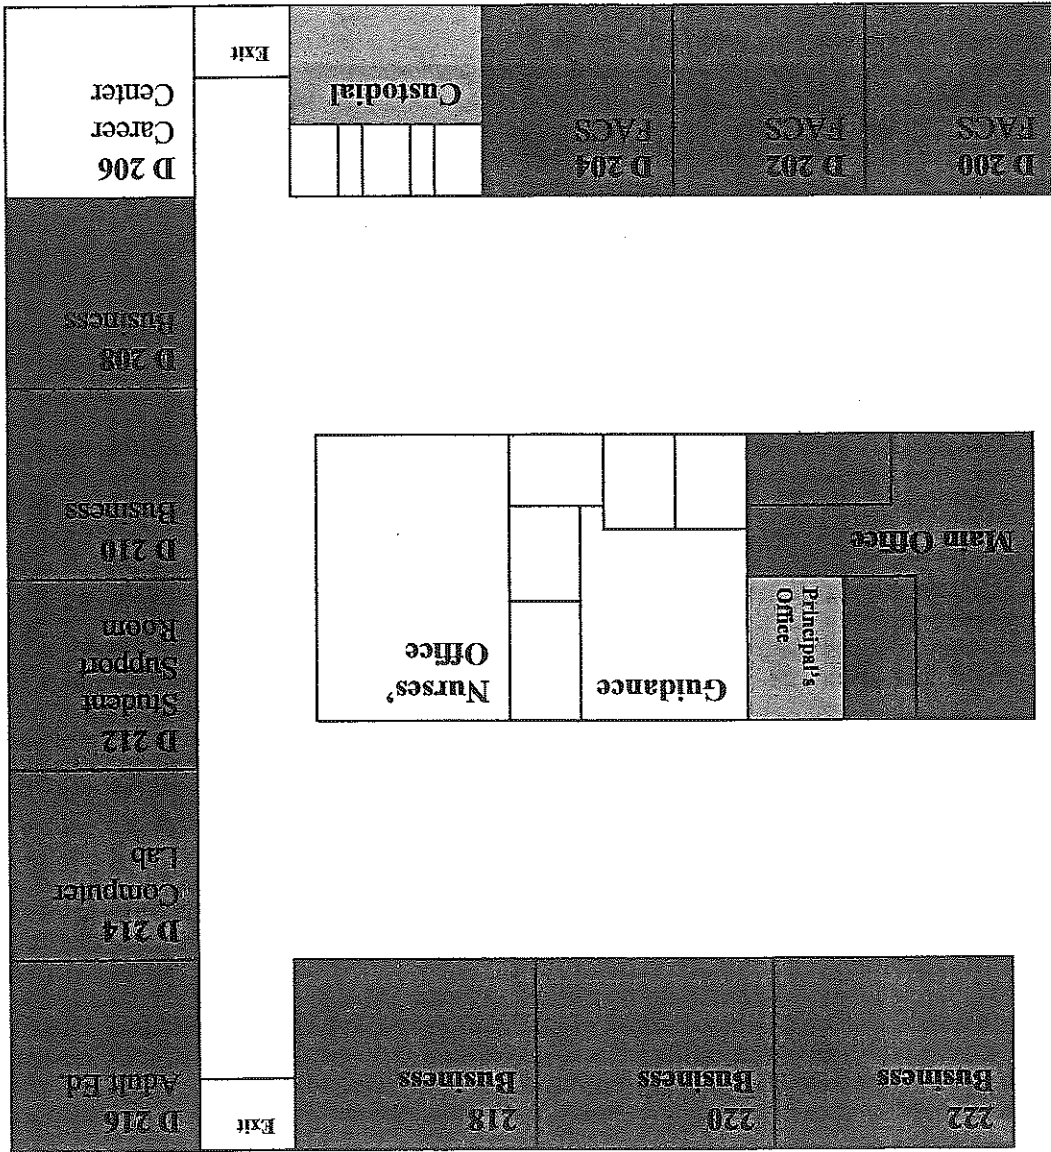 222
Business
220
Business
218
Business
Exit
D 216
Adult Ed
D 214
Computer
Lab
Principal's
Office
Main Office
Guidance
Nurses'
Office
D 212
Student
Support
Room
D 210
Business
D 208
Business
D 200
FACS
D 202
FACS
D 204
FACS
Custodial
Exit
D 206
Career
Center